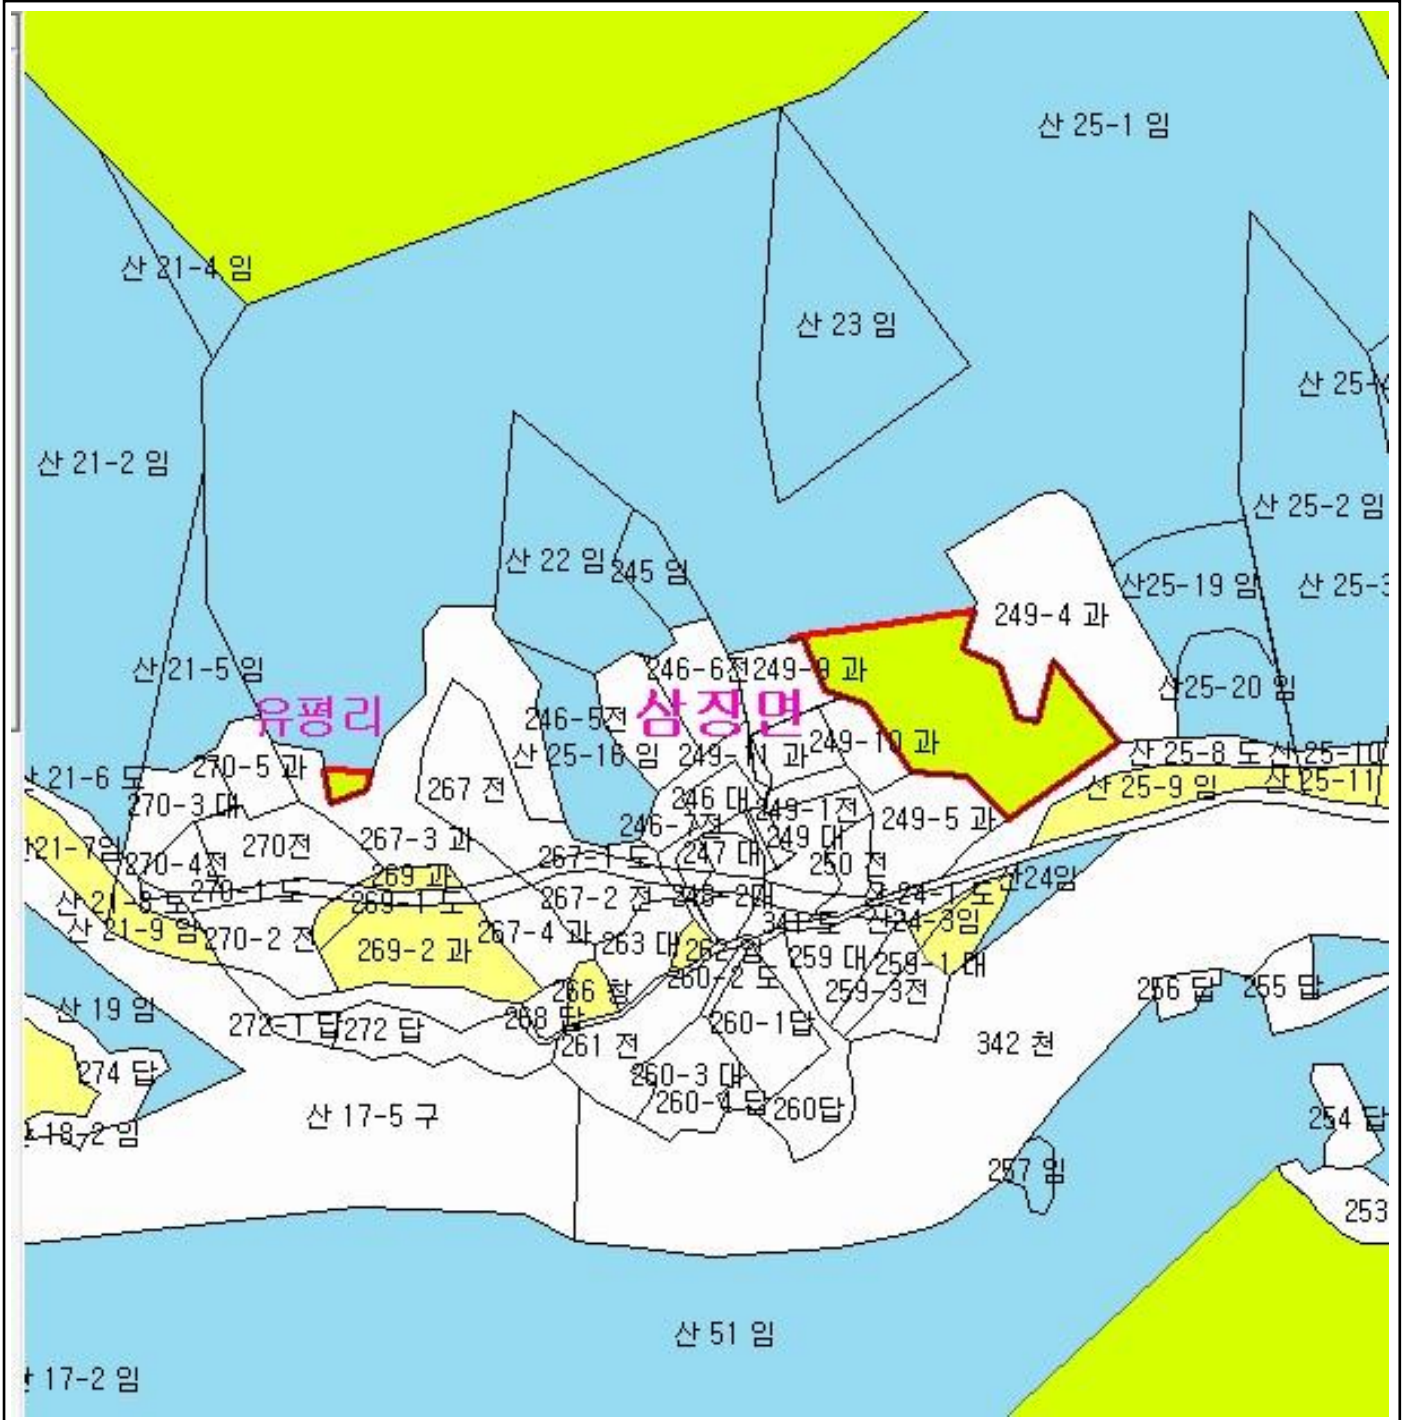 산 25-1 임
산 21-4 임
산 23 임
산 25-
산 21-2 임
산 25-2 임
산 22 임
245 임
산25-19 임
산 25-3
249-4 과
산 21-5 임
246-6전
249-9 과
산25-20 임
유평리
246-5전
삼장면
산 25-16 임
249-11 과
249-10 과
산 25-8 도
산 25-10
21-6 도
270-5 과
267 전
산 25-9 임
산 25-11
270-3 대
246 대
249-1전
246-7전
249 대
249-5 과
21-7임
270-4전
270전
267-3 과
267-1 도
247 대
250 전
269 과
산24임
270-1 도
269-1 도
267-2 전
248-2대
산 24-1 도
산 21-8 도
341 도
산24-3임
산 21-9 임
270-2 전
269-2 과
267-4 과
263 대
259 대
259-1 대
260-2 도
266 창
259-3전
256 답
255 답
산 19 임
272-1 답
272 답
268 답
261 전
260-1답
342 천
274 답
260-3 대
260-4 답
260답
산 17-5 구
254 답
18-2 임
257 임
253
산 51 임
17-2 임